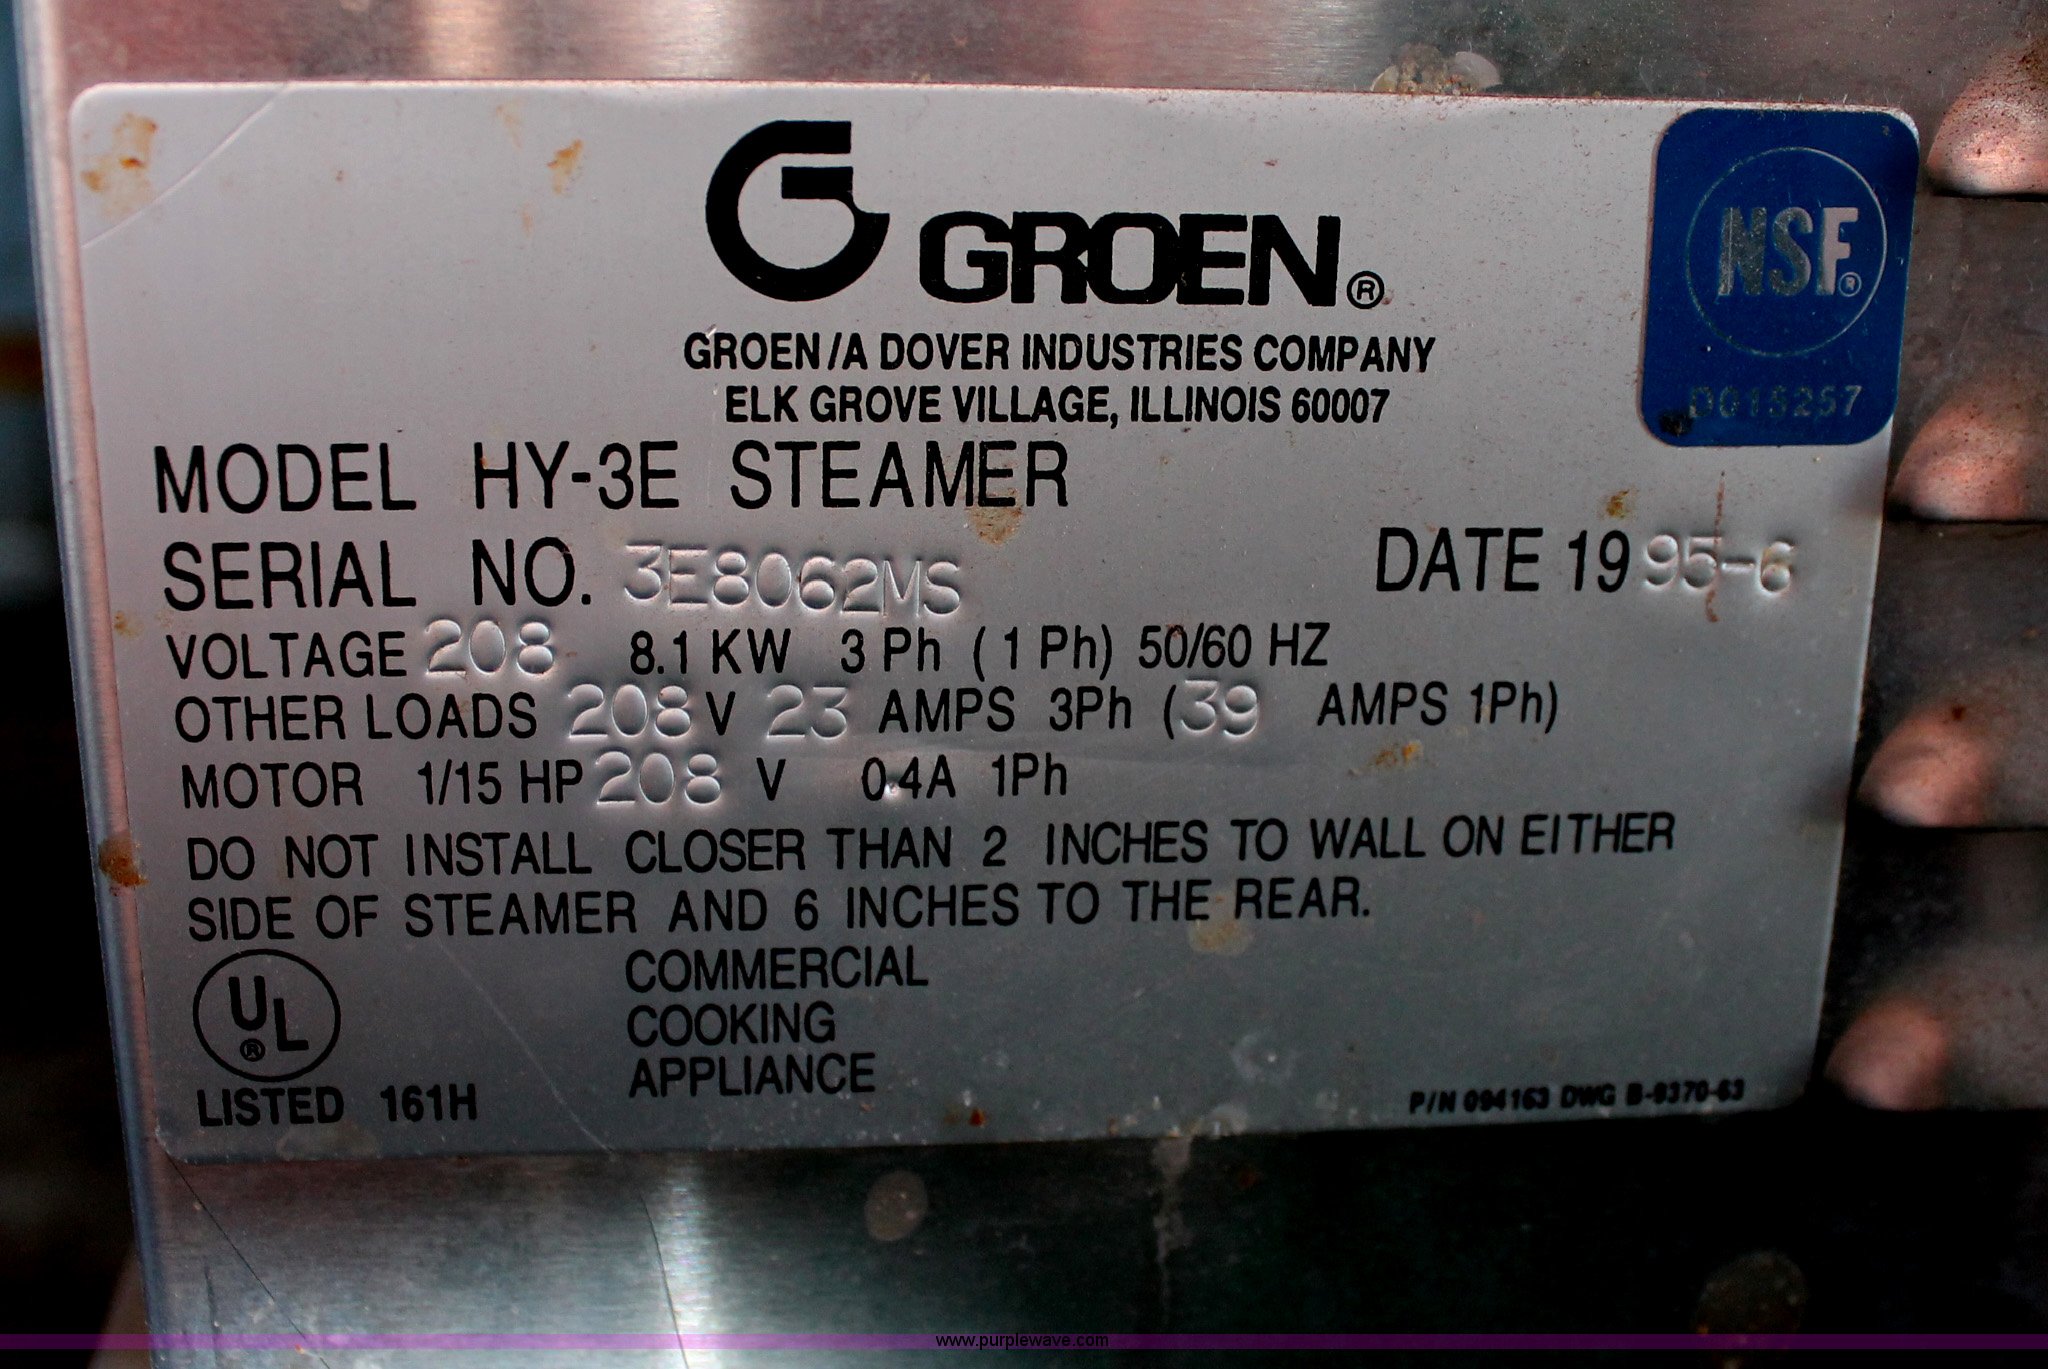 GROEN®
NSF®
GROEN/A DOVER INDUSTRIES COMPANY
ELK GROVE VILLAGE, ILLINOIS 60007
D015257
MODEL HY-3E STEAMER
SERIAL NO. 3E8062MS DATE 1995-6
VOLTAGE 208 8.1 KW 3 Ph (1 Ph) 50/60 HZ
OTHER LOADS 208 V 23 AMPS 3Ph (39 AMPS 1Ph)
MOTOR 1/15 HP 208 V 0.4A 1Ph
DO NOT INSTALL CLOSER THAN 2 INCHES TO WALL ON EITHER
SIDE OF STEAMER AND 6 INCHES TO THE REAR.
UL®
LISTED 161H
COMMERCIAL
COOKING
APPLIANCE
P/N 094163 DWG B-9370-63
www.purplewave.com